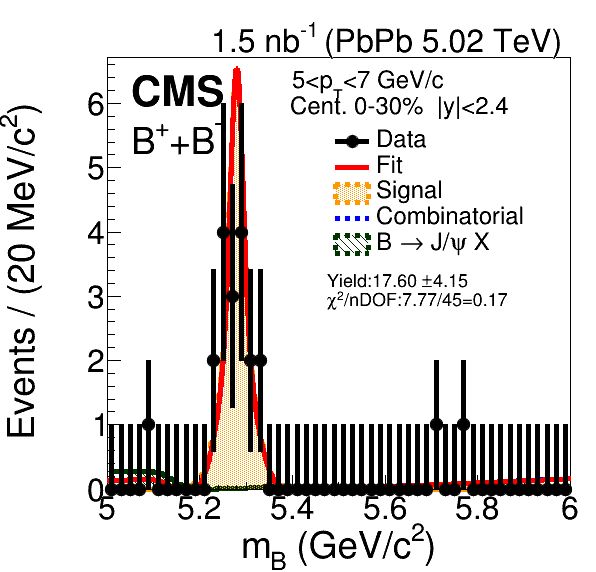 1.5 nb⁻¹ (PbPb 5.02 TeV)
CMS
B⁺+B⁻
5<p_T<7 GeV/c
Cent. 0-30% |y|<2.4
Data
Fit
Signal
Combinatorial
B → J/ψ X
Yield:17.60 ±4.15
χ²/nDOF:7.77/45=0.17
Events / (20 MeV/c²)
6
5
4
3
2
1
0
5 5.2 5.4 5.6 5.8 6
m_B (GeV/c²)